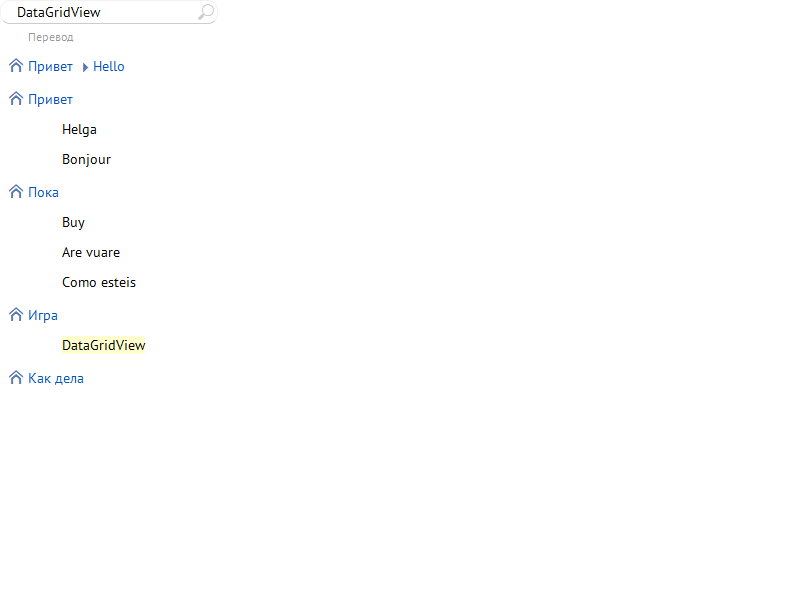 DataGridView
Перевод
Привет Hello
Привет
Helga
Bonjour
Пока
Buy
Are vuare
Como esteis
Игра
DataGridView
Как дела